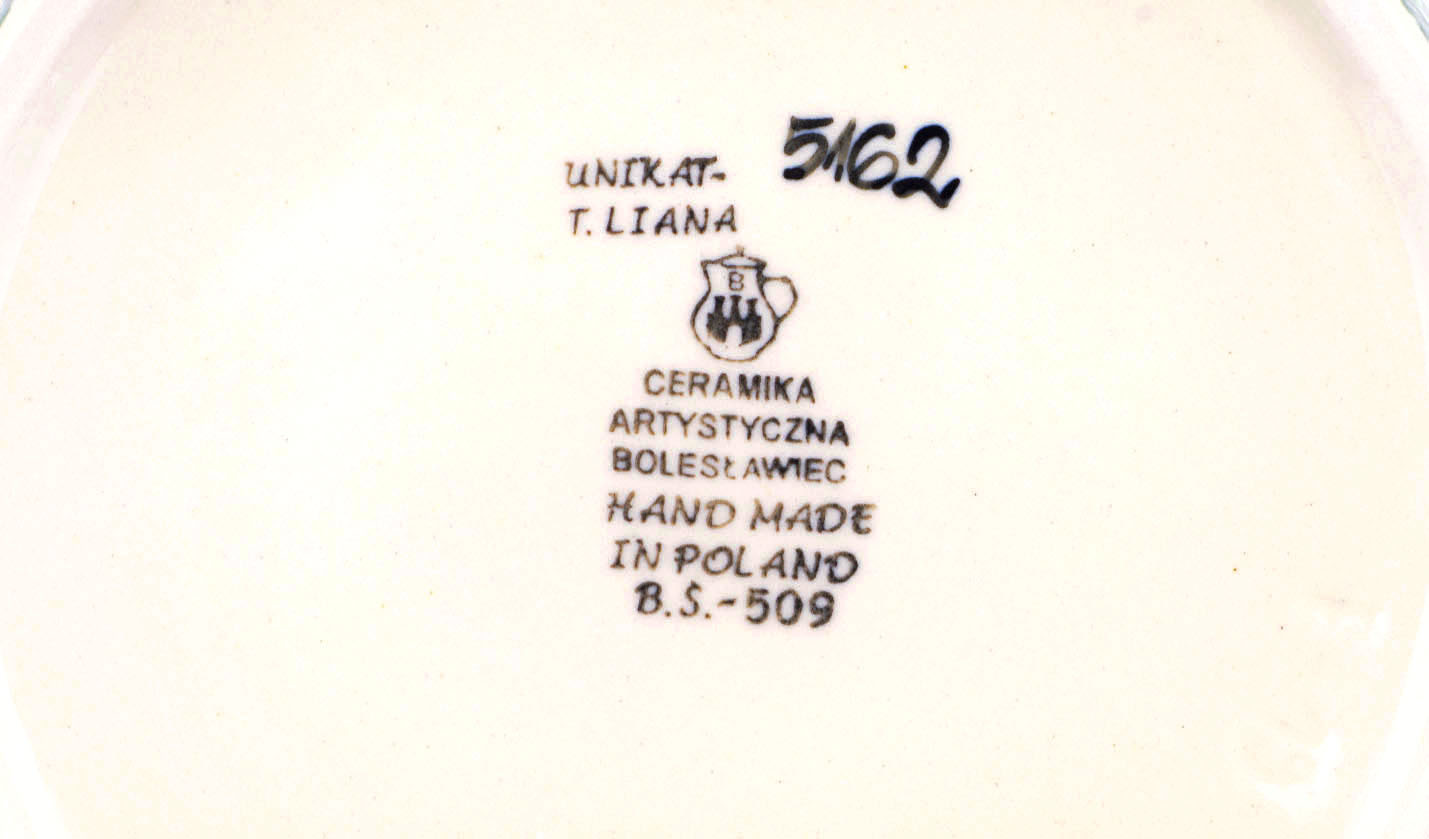 UNIKAT- 5162
T. LIANA
B
CERAMIKA
ARTYSTYCZNA
BOLESŁAWIEC
HAND MADE
IN POLAND
B.Ś.-509